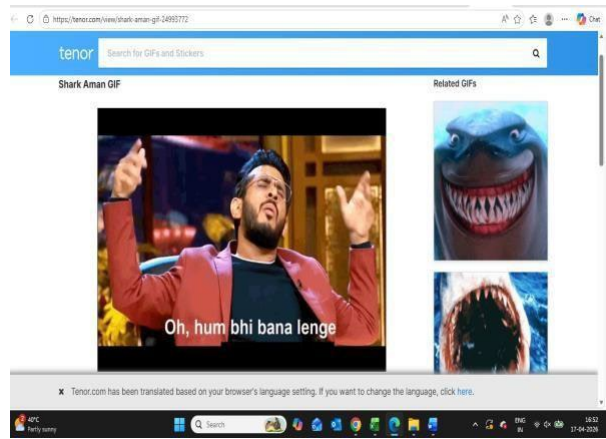 https://tenor.com/view/shark-aman-gif-24995772
Chat
tenor
Search for GIFs and Stickers
Shark Aman GIF
Related GIFs
Oh, hum bhi bana lenge
x Tenor.com has been translated based on your browser's language setting. If you want to change the language, click here.
40°C
Partly sunny
Search
ENG
IN
16:52
17-04-2026